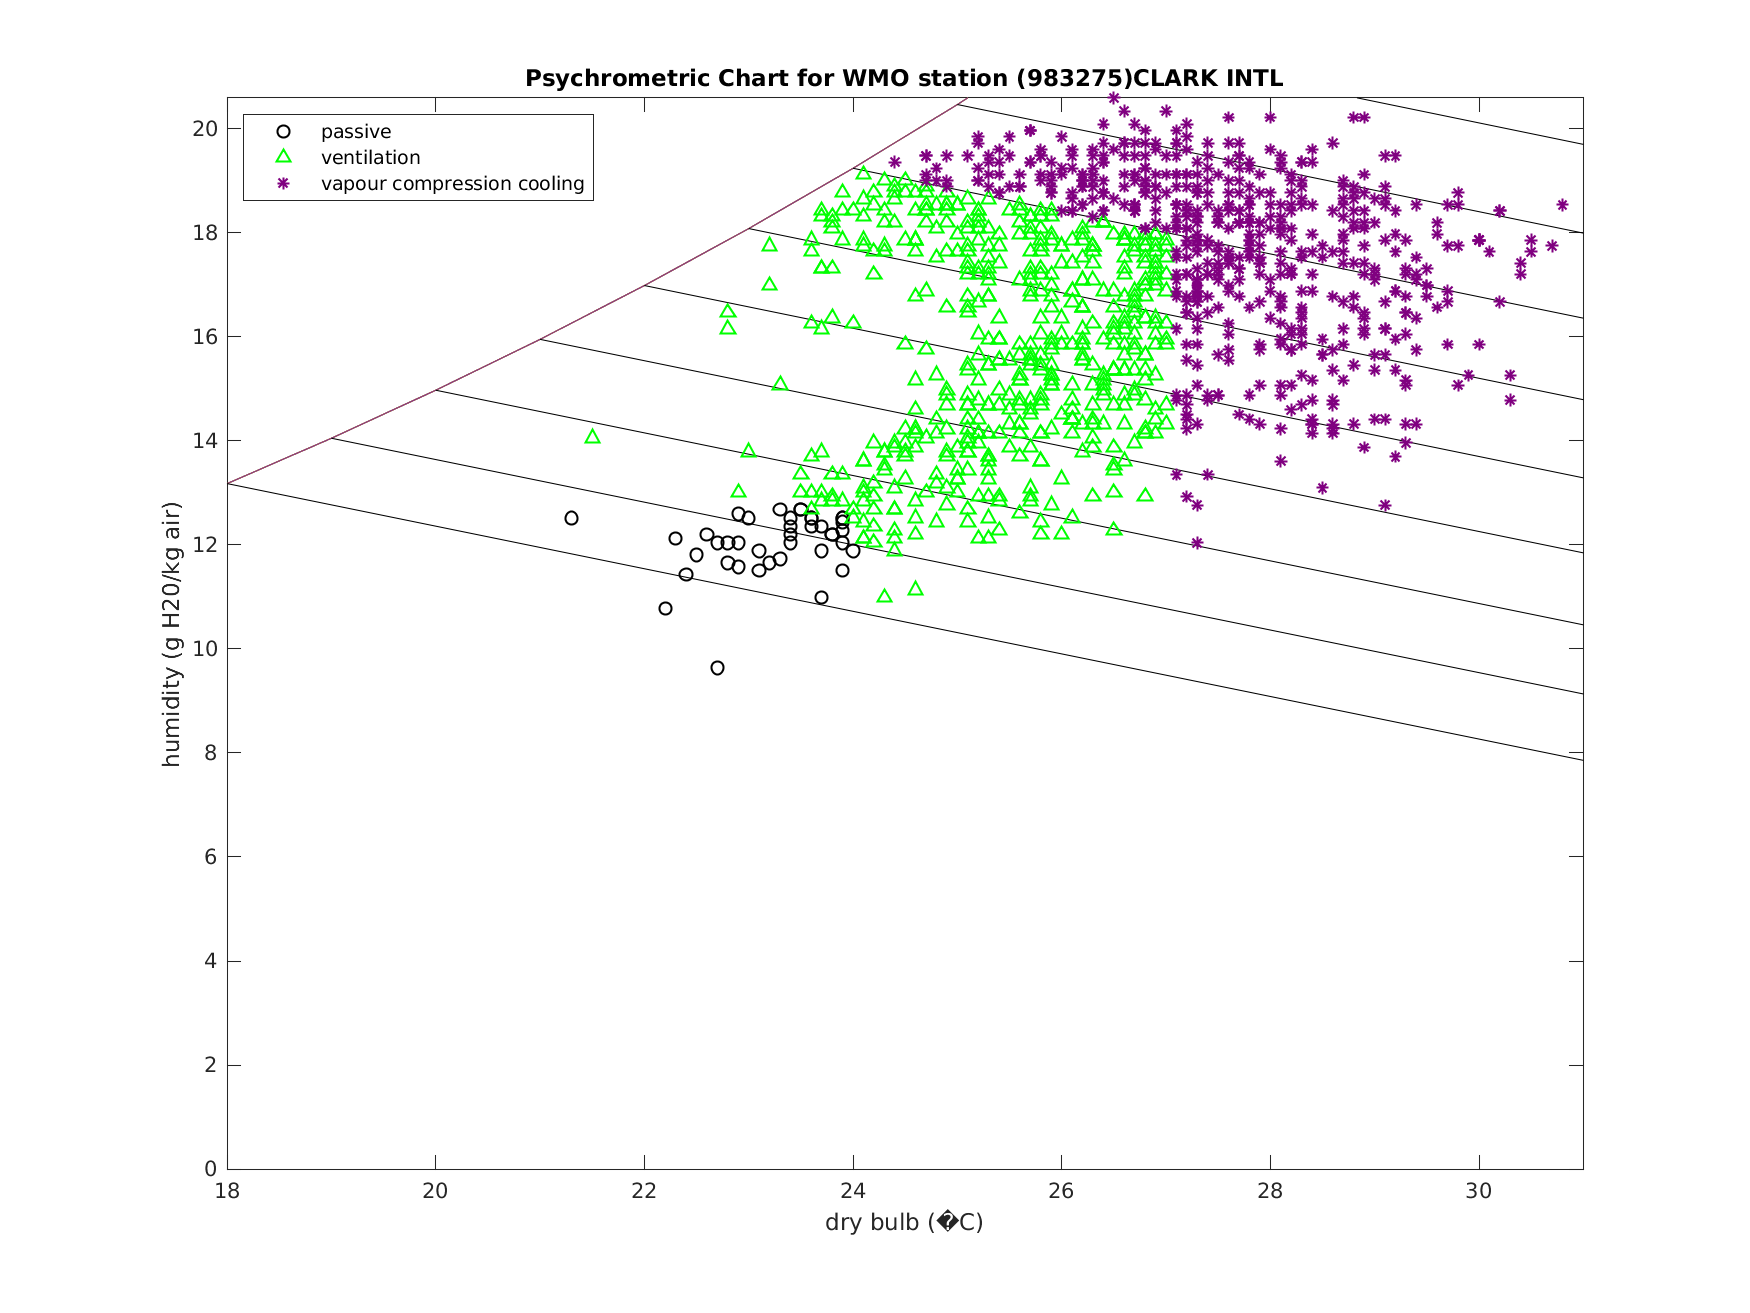 Psychrometric Chart for WMO station (983275)CLARK INTL
passive
ventilation
vapour compression cooling
humidity (g H20/kg air)
20
18
16
14
12
10
8
6
4
2
0
18 20 22 24 26 28 30
dry bulb (�C)